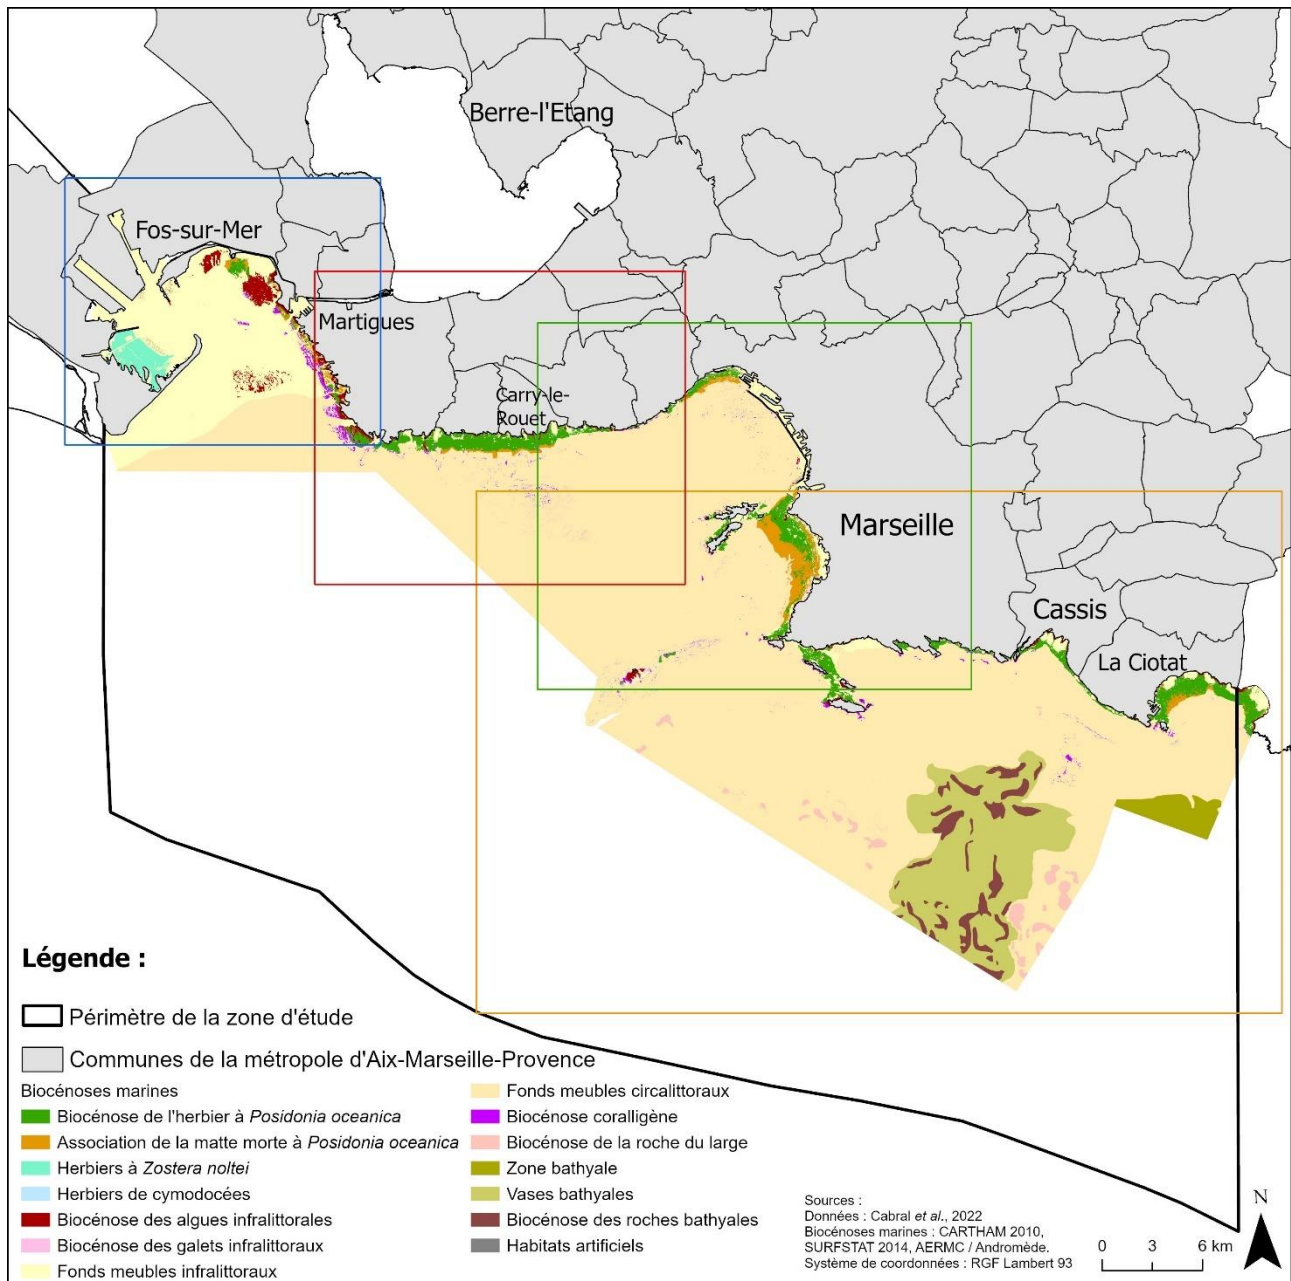 Berre-l'Etang
Fos-sur-Mer
Martigues
Carry-le-
Rouet
Marseille
Cassis
La Ciotat
Légende :
Périmètre de la zone d'étude
Communes de la métropole d'Aix-Marseille-Provence
Biocénoses marines
Biocénose de l'herbier à Posidonia oceanica
Association de la matte morte à Posidonia oceanica
Herbiers à Zostera noltei
Herbiers de cymodocées
Biocénose des algues infralittorales
Biocénose des galets infralittoraux
Fonds meubles infralittoraux
Fonds meubles circalittoraux
Biocénose coralligène
Biocénose de la roche du large
Zone bathyale
Vases bathyales
Biocénose des roches bathyales
Habitats artificiels
Sources :
Données : Cabral et al., 2022
Biocénoses marines : CARTHAM 2010,
SURFSTAT 2014, AERMC / Andromède.
Système de coordonnées : RGF Lambert 93
0 3 6 km
N